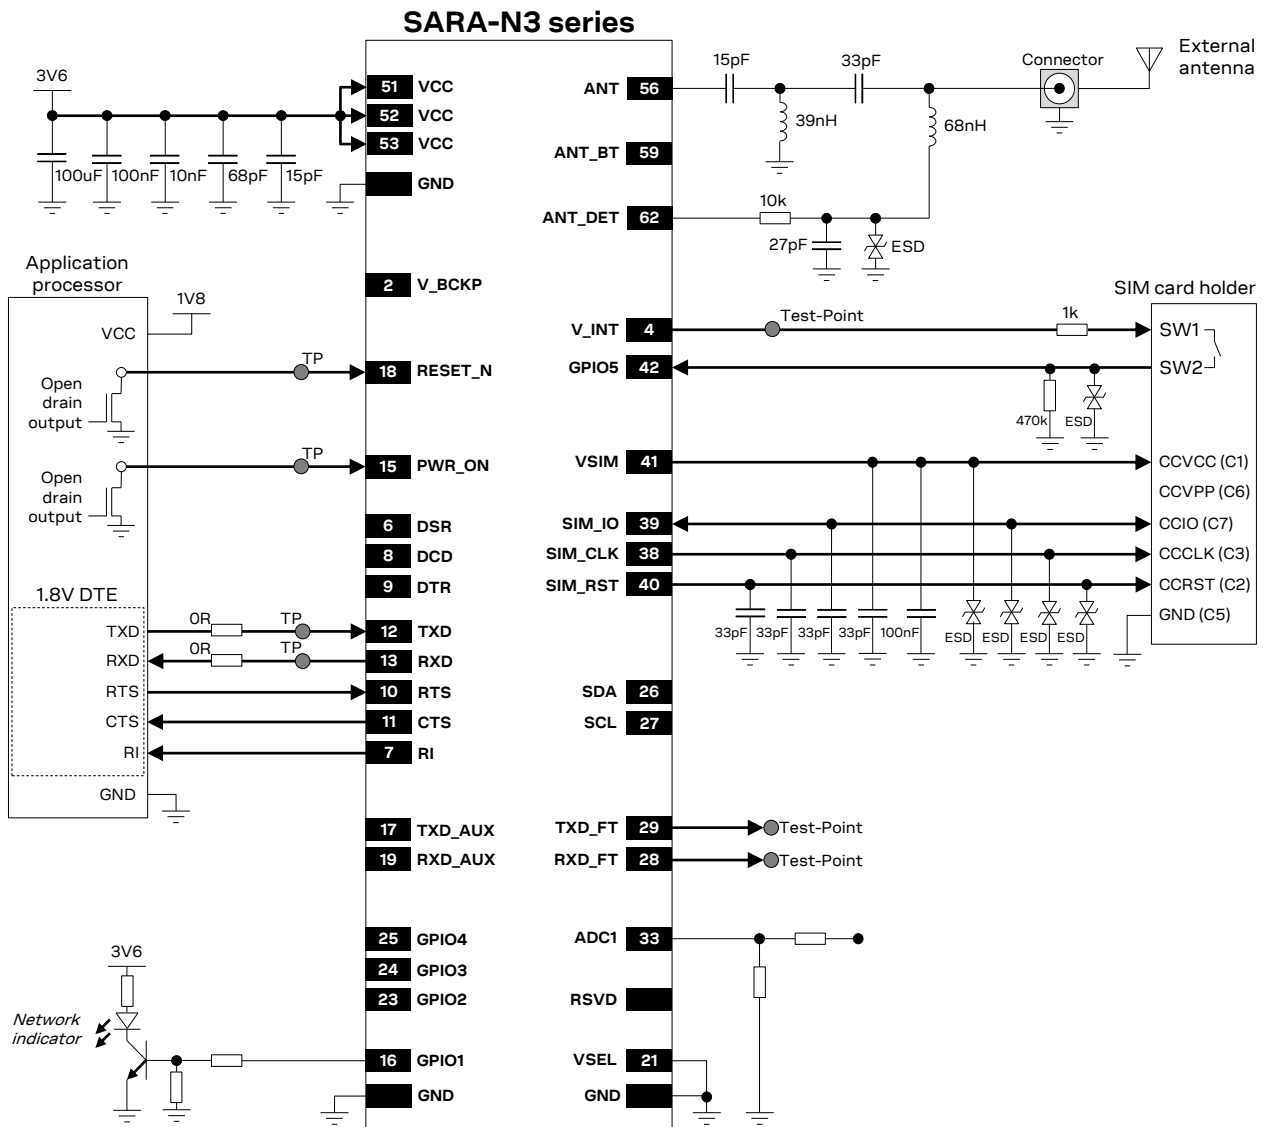 SARA-N3 series
3V6
100uF 100nF 10nF 68pF 15pF
51 VCC
52 VCC
53 VCC
GND
Application
processor
1V8
VCC
Open
drain
output
TP
Open
drain
output
TP
1.8V DTE
TXD 0R TP
RXD 0R TP
RTS
CTS
RI
GND
2 V_BCKP
18 RESET_N
15 PWR_ON
6 DSR
8 DCD
9 DTR
12 TXD
13 RXD
10 RTS
11 CTS
7 RI
17 TXD_AUX
19 RXD_AUX
25 GPIO4
24 GPIO3
23 GPIO2
16 GPIO1
GND
3V6
Network
indicator
ANT 56
ANT_BT 59
ANT_DET 62
V_INT 4
GPIO5 42
VSIM 41
SIM_IO 39
SIM_CLK 38
SIM_RST 40
SDA 26
SCL 27
TXD_FT 29 Test-Point
RXD_FT 28 Test-Point
ADC1 33
RSVD
VSEL 21
GND
15pF 33pF Connector
External
antenna
39nH 68nH
10k
27pF ESD
Test-Point 1k
470k ESD
SIM card holder
SW1
SW2
CCVCC (C1)
CCVPP (C6)
CCIO (C7)
CCCLK (C3)
CCRST (C2)
GND (C5)
33pF 33pF 33pF 33pF 100nF ESD ESD ESD ESD